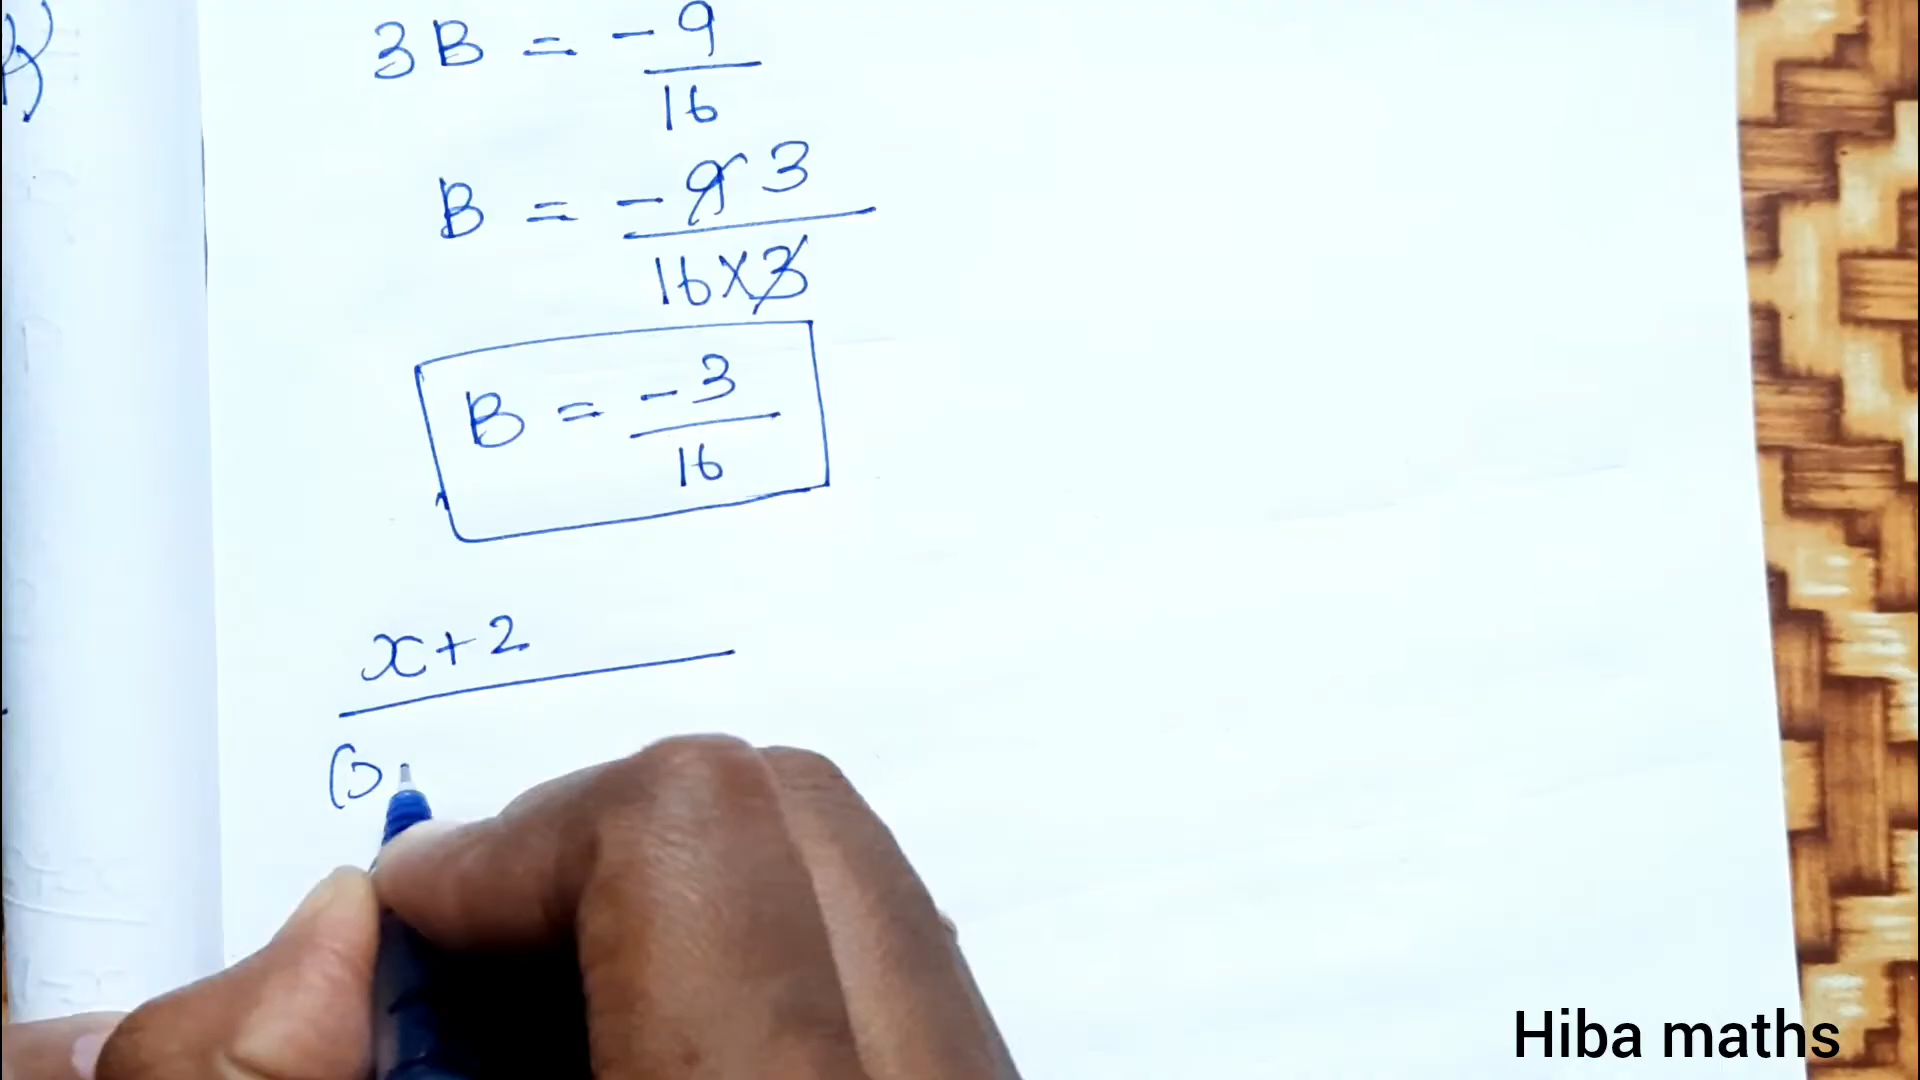 3B = -9/16
B = -9 3/16×3
B = -3/16
x+2
Hiba maths